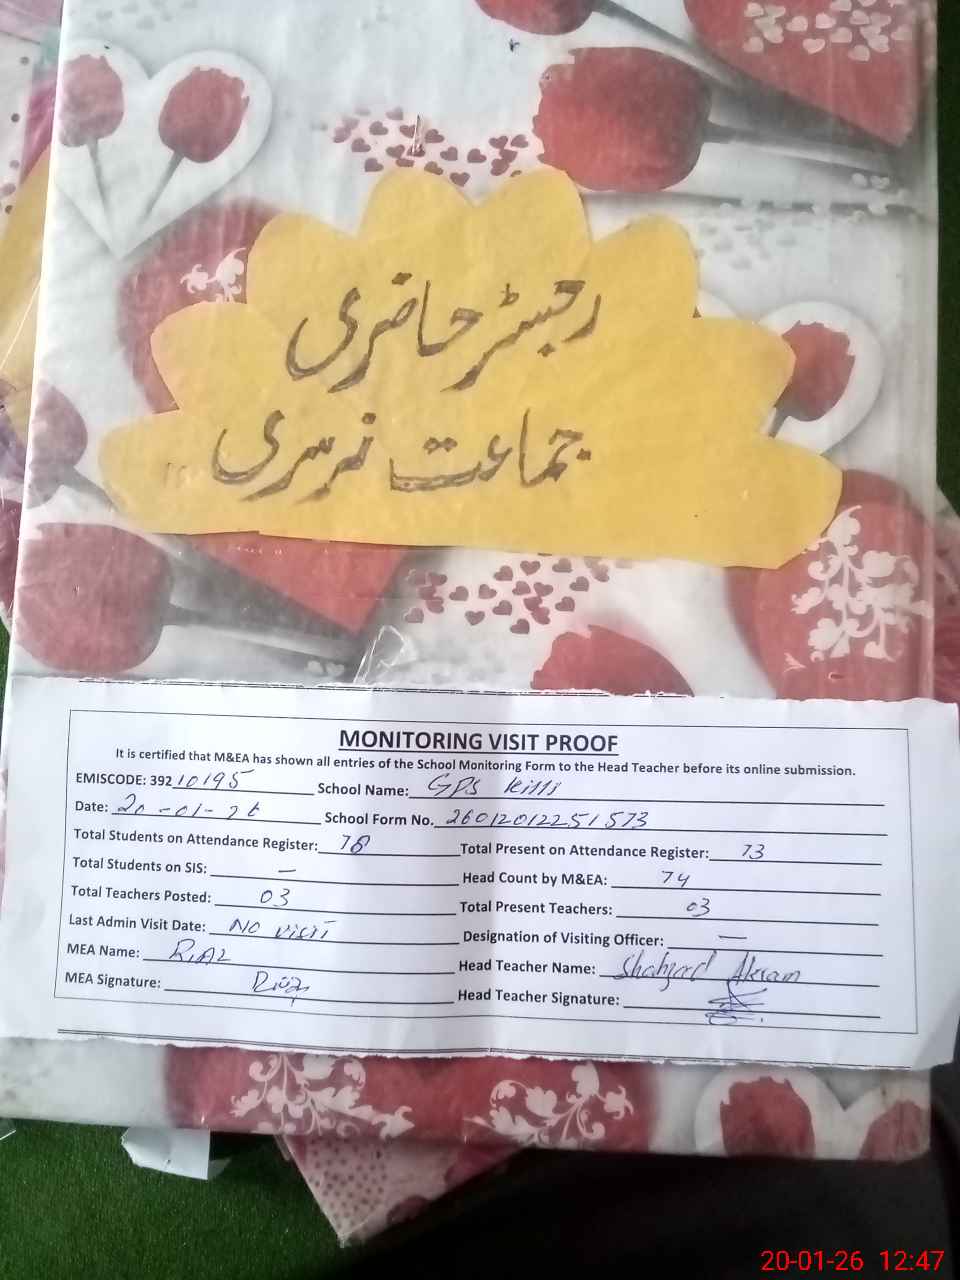 رجسٹر حاضری
جماعت نرسری
MONITORING VISIT PROOF
It is certified that M&EA has shown all entries of the School Monitoring Form to the Head Teacher before its online submission.
EMISCODE: 39210195 School Name: GPS
Date: 20-01-26 School Form No. 26012012251573
Total Students on Attendance Register: 78 Total Present on Attendance Register: 73
Total Students on SIS: — Head Count by M&EA: 74
Total Teachers Posted: 03 Total Present Teachers: 03
Last Admin Visit Date: No visit Designation of Visiting Officer: —
MEA Name: RiAZ Head Teacher Name: Shahzad Akram
MEA Signature: Riaz Head Teacher Signature:
20-01-26 12:47